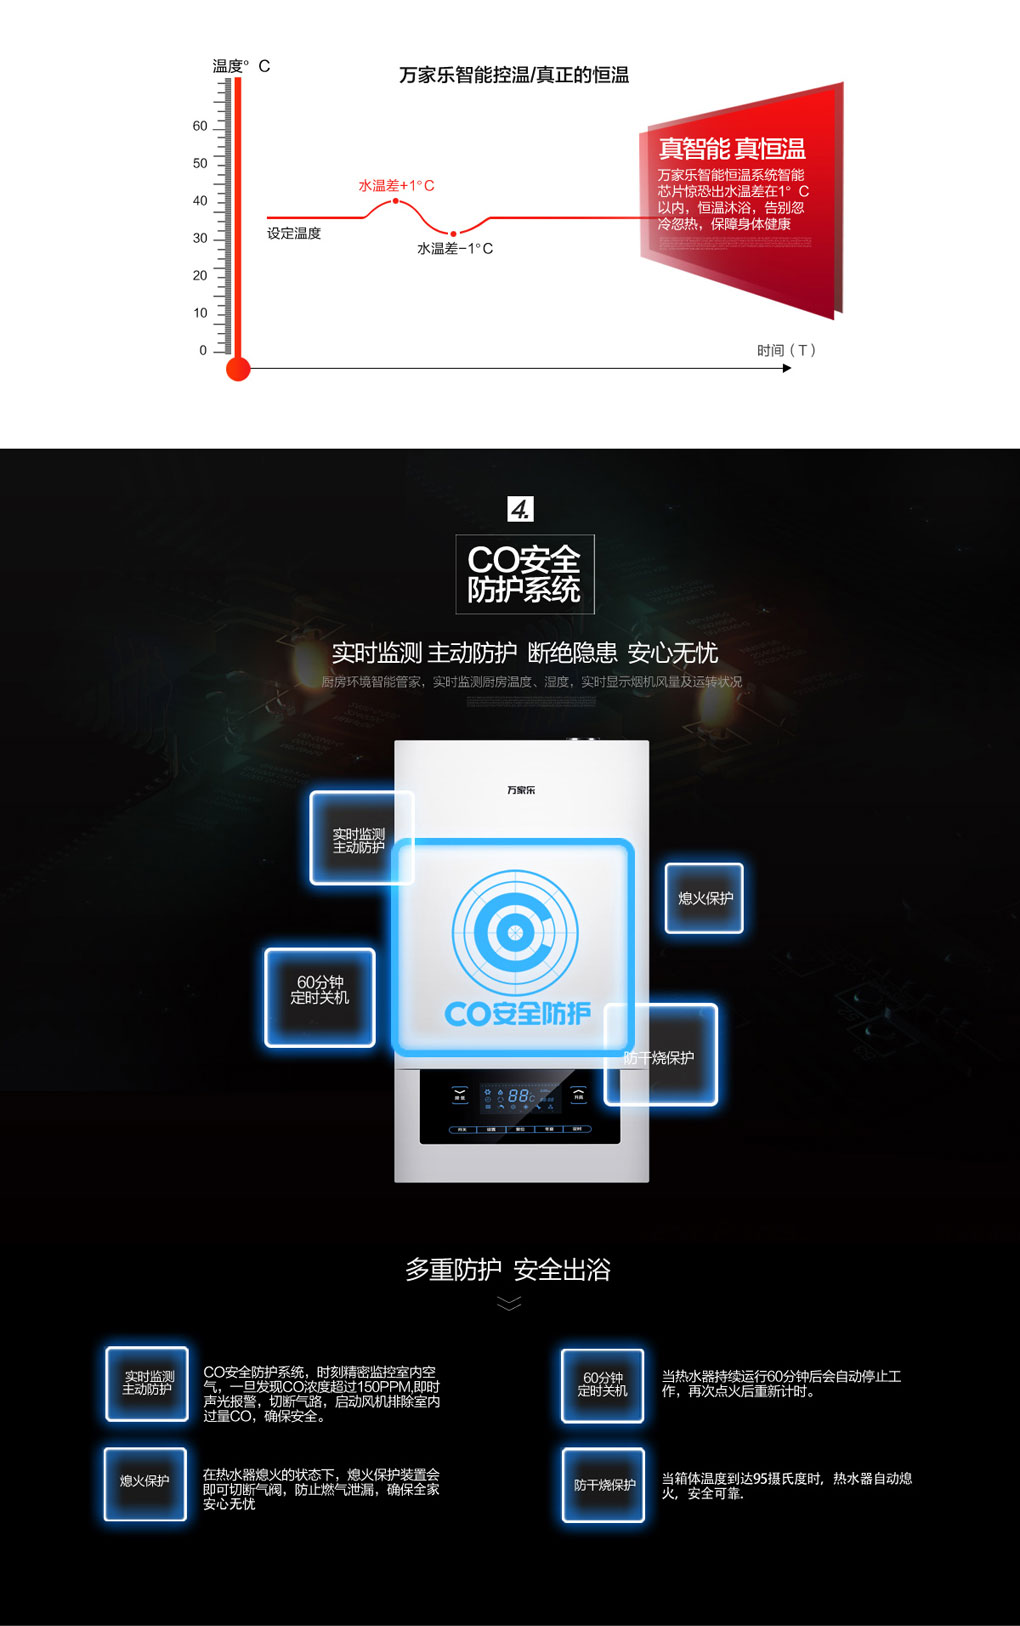 温度° C
万家乐智能控温/真正的恒温
60
50
40
30
20
10
0
水温差+1°C
设定温度
水温差-1°C
真智能 真恒温
万家乐智能恒温系统智能
芯片惊恐出水温差在1° C
以内，恒温沐浴，告别忽
冷忽热，保障身体健康
时间（T）
4.
CO安全
防护系统
实时监测 主动防护 断绝隐患 安心无忧
厨房环境智能管家，实时监测厨房温度、湿度，实时显示烟机风量及运转状况
万家乐
实时监测
主动防护
熄火保护
60分钟
定时关机
CO安全防护
防干烧保护
88
多重防护 安全出浴
实时监测
主动防护
CO安全防护系统，时刻精密监控室内空
气，一旦发现CO浓度超过150PPM,即时
声光报警，切断气路，启动风机排除室内
过量CO，确保安全。
60分钟
定时关机
当热水器持续运行60分钟后会自动停止工
作，再次点火后重新计时。
熄火保护
在热水器熄火的状态下，熄火保护装置会
即可切断气阀，防止燃气泄漏，确保全家
安心无忧
防干烧保护
当箱体温度到达95摄氏度时，热水器自动熄
火，安全可靠.